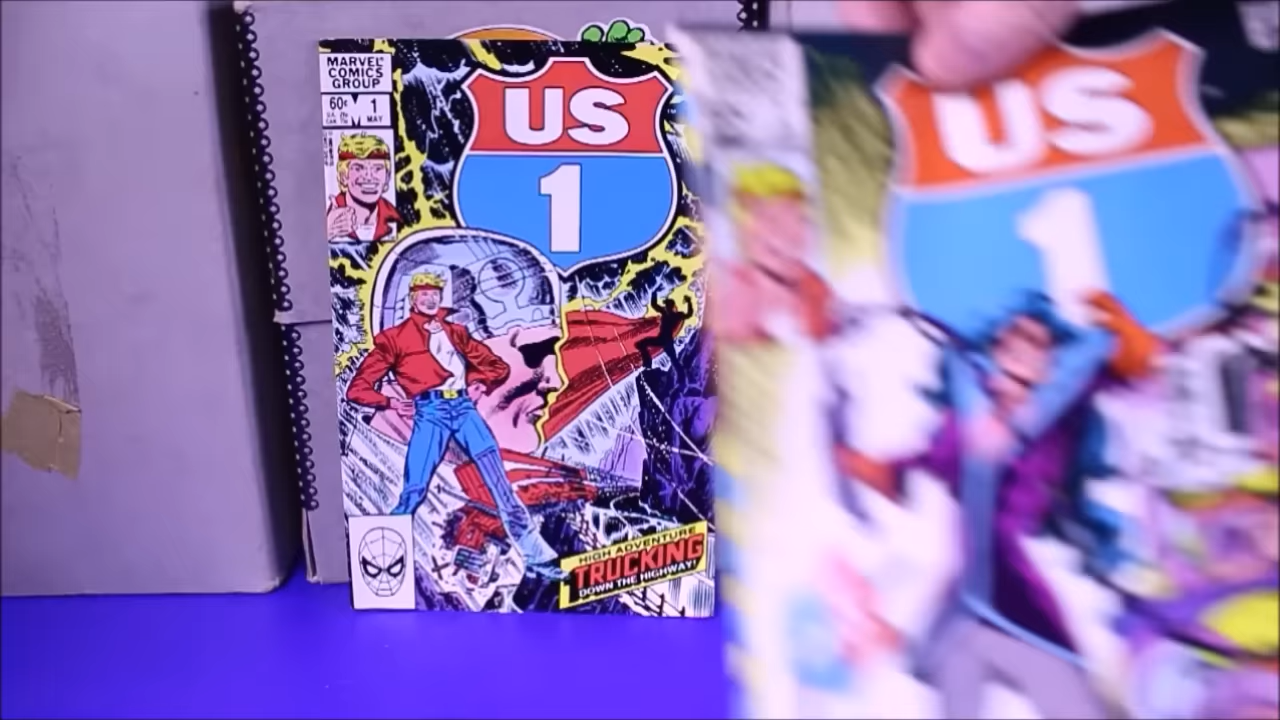 MARVEL
COMICS
GROUP
60¢ 1
MAY
US
1
HIGH ADVENTURE
TRUCKING
DOWN THE HIGHWAY!
US
1